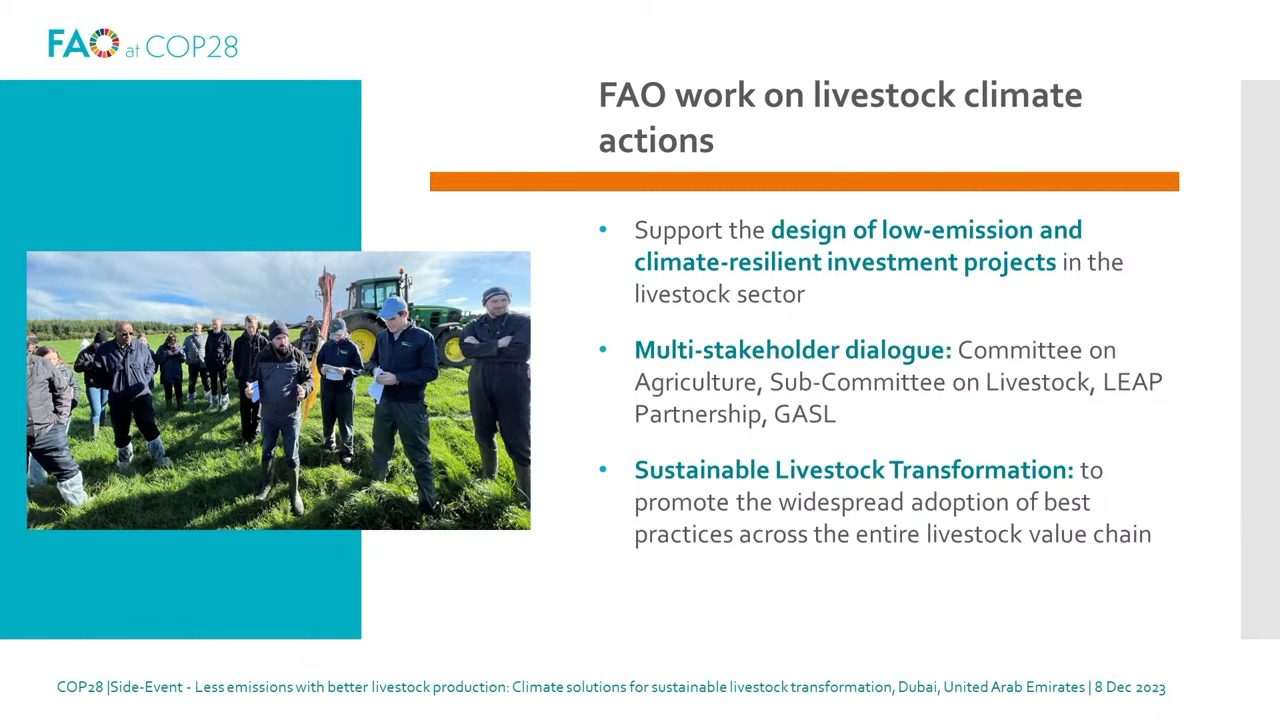 FAO at COP28
FAO work on livestock climate
actions
• Support the design of low-emission and
climate-resilient investment projects in the
livestock sector
• Multi-stakeholder dialogue: Committee on
Agriculture, Sub-Committee on Livestock, LEAP
Partnership, GASL
• Sustainable Livestock Transformation: to
promote the widespread adoption of best
practices across the entire livestock value chain
COP28 |Side-Event - Less emissions with better livestock production: Climate solutions for sustainable livestock transformation, Dubai, United Arab Emirates | 8 Dec 2023